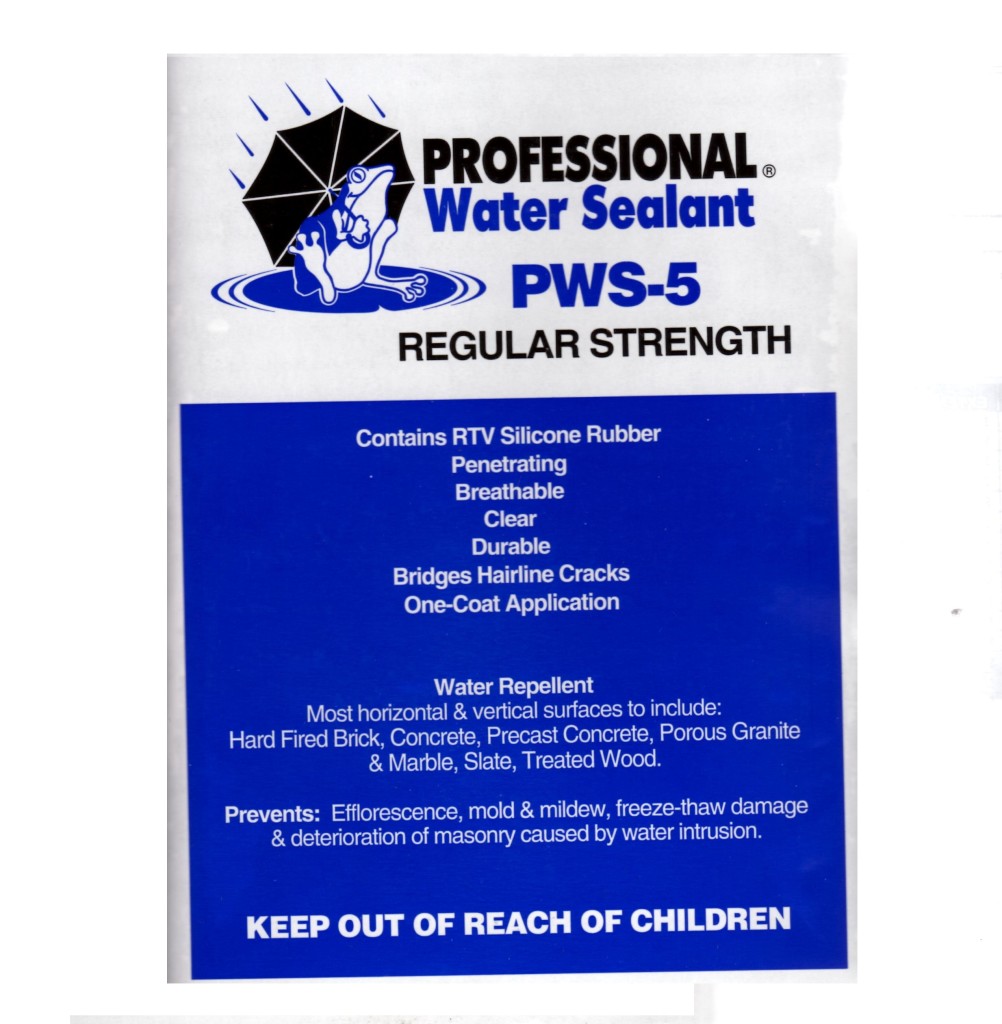 PROFESSIONAL ®
Water Sealant
PWS-5
REGULAR STRENGTH
Contains RTV Silicone Rubber
Penetrating
Breathable
Clear
Durable
Bridges Hairline Cracks
One-Coat Application
Water Repellent
Most horizontal & vertical surfaces to include:
Hard Fired Brick, Concrete, Precast Concrete, Porous Granite
& Marble, Slate, Treated Wood.
Prevents: Efflorescence, mold & mildew, freeze-thaw damage
& deterioration of masonry caused by water intrusion.
KEEP OUT OF REACH OF CHILDREN